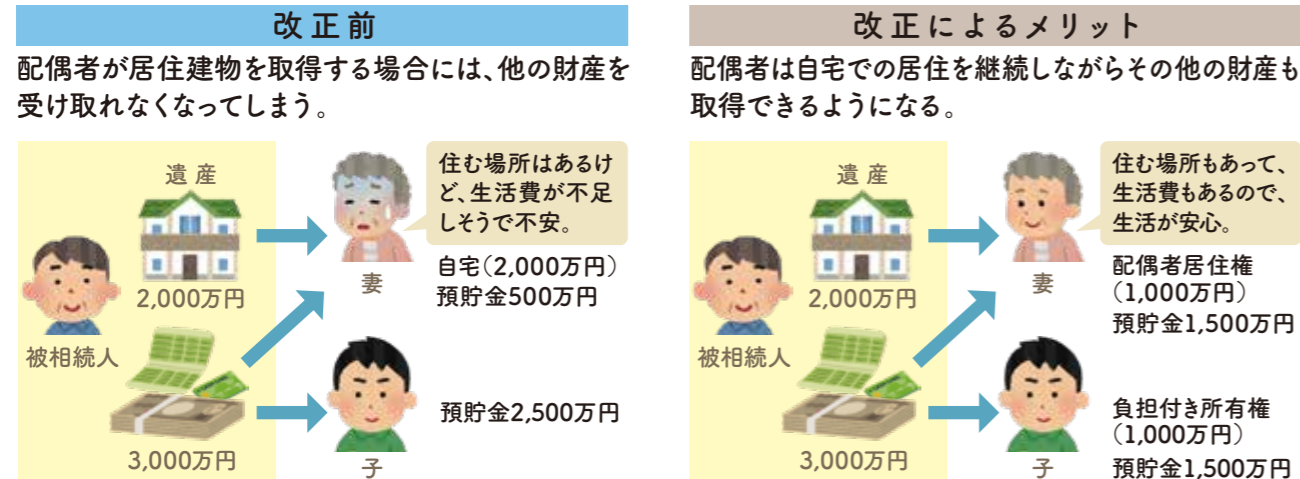 改正前
配偶者が居住建物を取得する場合には、他の財産を
受け取れなくなってしまう。
遺産
2,000万円
被相続人
3,000万円
妻
住む場所はあるけ
ど、生活費が不足
しそうで不安。
自宅（2,000万円）
預貯金500万円
子
預貯金2,500万円
改正によるメリット
配偶者は自宅での居住を継続しながらその他の財産も
取得できるようになる。
遺産
2,000万円
被相続人
3,000万円
妻
住む場所もあって、
生活費もあるので、
生活が安心。
配偶者居住権
（1,000万円）
預貯金1,500万円
子
負担付き所有権
（1,000万円）
預貯金1,500万円